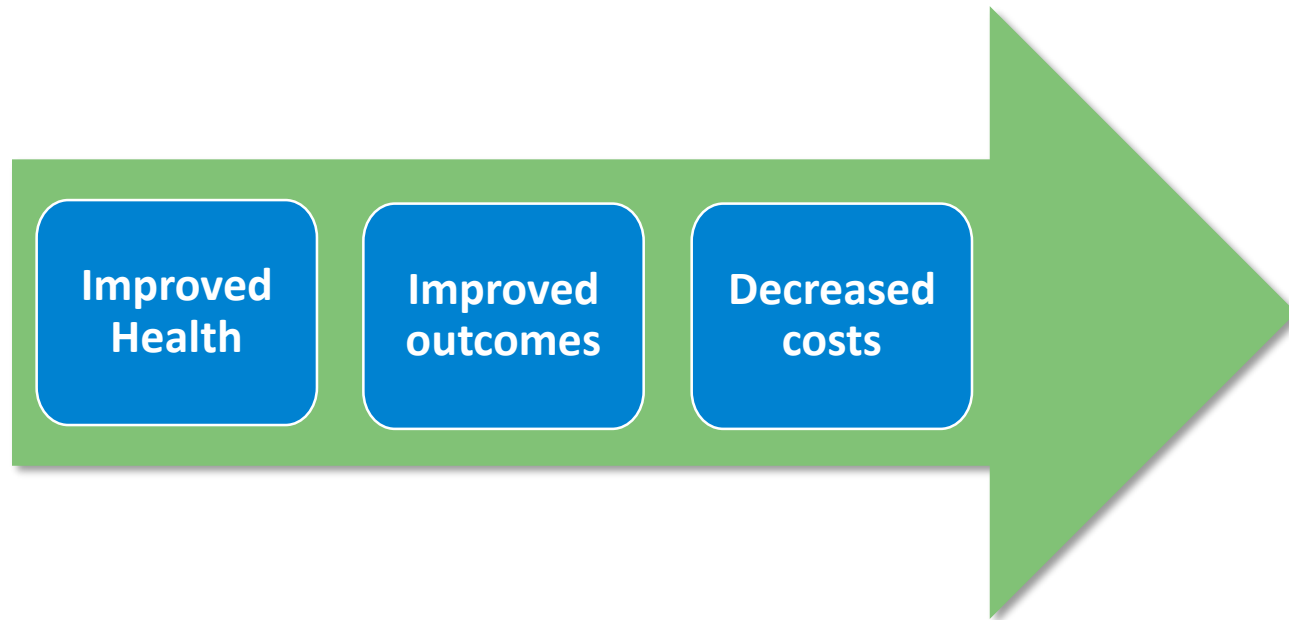 Improved
Health
Improved
outcomes
Decreased
costs